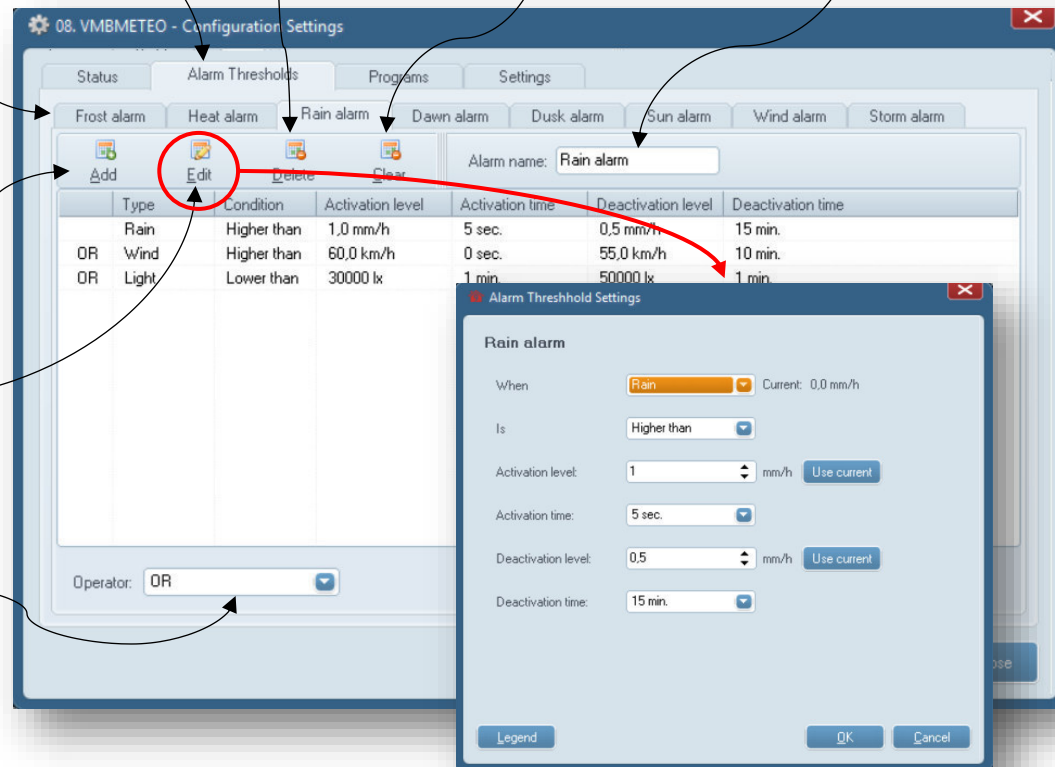 08. VMBMETEO - Configuration Settings
Status Alarm Thresholds Programs Settings
Frost alarm Heat alarm Rain alarm Dawn alarm Dusk alarm Sun alarm Wind alarm Storm alarm
Add Edit Delete Clear Alarm name: Rain alarm
Type Condition Activation level Activation time Deactivation level Deactivation time
Rain Higher than 1,0 mm/h 5 sec. 0,5 mm/h 15 min.
OR Wind Higher than 60,0 km/h 0 sec. 55,0 km/h 10 min.
OR Light Lower than 30000 lx 1 min. 50000 lx 1 min.
Alarm Threshhold Settings
Rain alarm
When Rain Current: 0,0 mm/h
Is Higher than
Activation level: 1 mm/h Use current
Activation time: 5 sec.
Deactivation level: 0,5 mm/h Use current
Deactivation time: 15 min.
Operator: OR
Legend OK Cancel